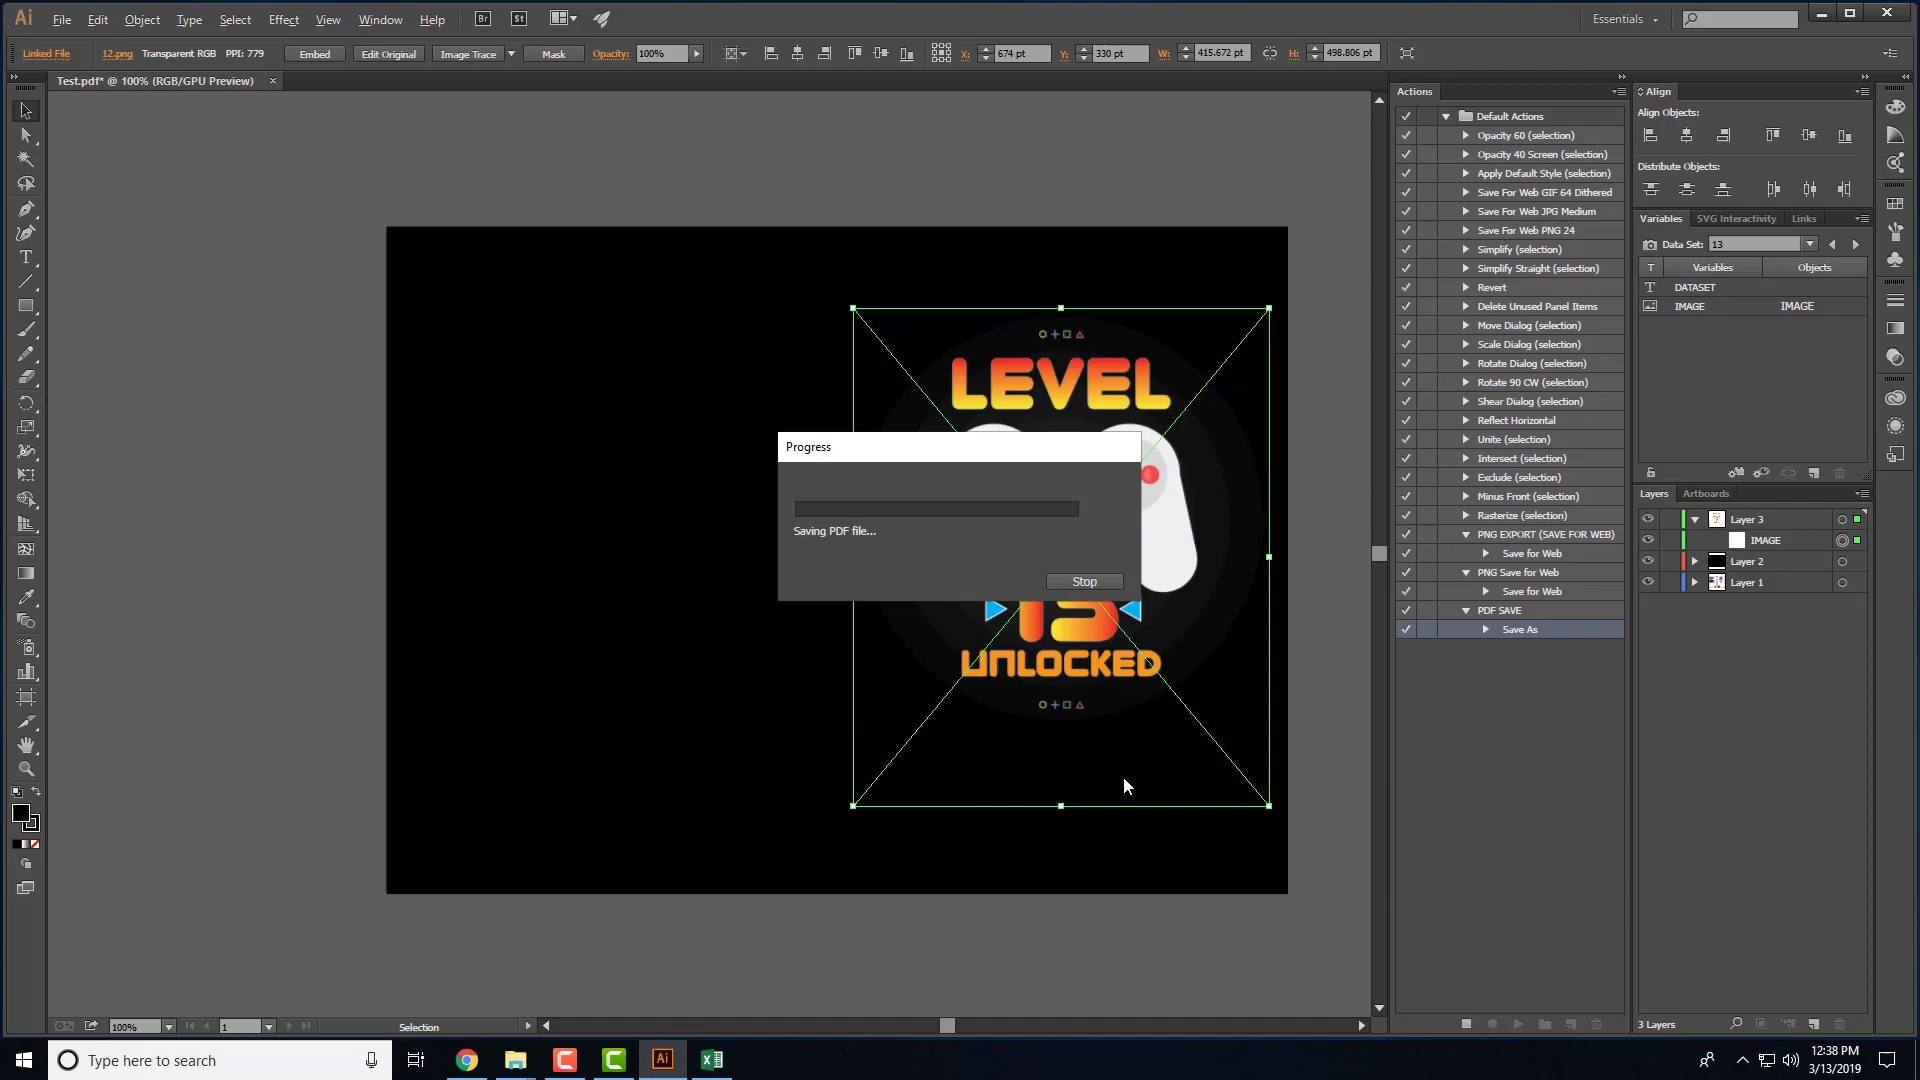 Ai File Edit Object Type Select Effect View Window Help Br St Essentials
Linked File 12.png Transparent RGB PPI: 779 Embed Edit Original Image Trace Mask Opacity: 100% X: 674 pt Y: 330 pt W: 415.672 pt H: 498.806 pt
Test.pdf* @ 100% (RGB/GPU Preview)
LEVEL
Progress
Saving PDF file...
Stop
13
UNLOCKED
Actions
Default Actions
Opacity 60 (selection)
Opacity 40 Screen (selection)
Apply Default Style (selection)
Save For Web GIF 64 Dithered
Save For Web JPG Medium
Save For Web PNG 24
Simplify (selection)
Simplify Straight (selection)
Revert
Delete Unused Panel Items
Move Dialog (selection)
Scale Dialog (selection)
Rotate Dialog (selection)
Rotate 90 CW (selection)
Shear Dialog (selection)
Reflect Horizontal
Unite (selection)
Intersect (selection)
Exclude (selection)
Minus Front (selection)
Rasterize (selection)
PNG EXPORT (SAVE FOR WEB)
Save for Web
PNG Save for Web
Save for Web
PDF SAVE
Save As
Align
Align Objects:
Distribute Objects:
Variables SVG Interactivity Links
Data Set: 13
T Variables Objects
T DATASET
IMAGE IMAGE
Layers Artboards
Layer 3
IMAGE
Layer 2
Layer 1
3 Layers
100% 1 Selection
Type here to search
Ai
12:38 PM
3/13/2019